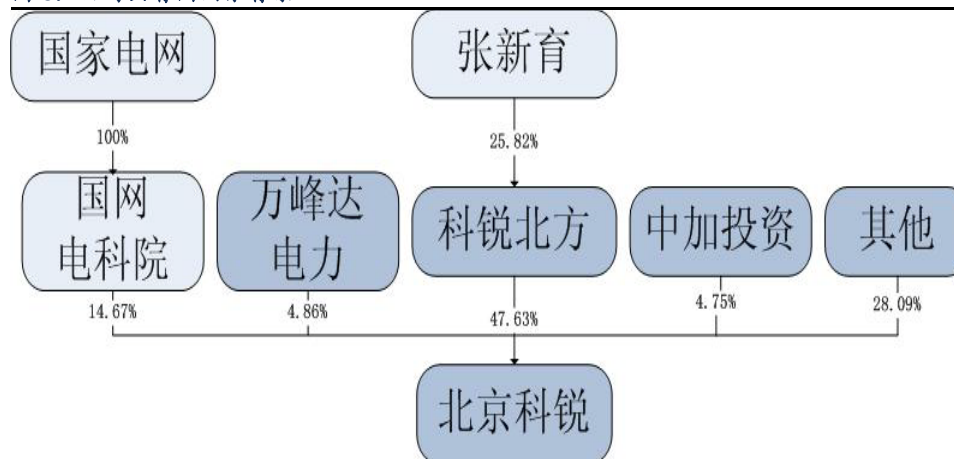 国家电网
张新育
100%
25.82%
国网
电科院
万峰达
电力
科锐北方
中加投资
其他
14.67%
4.86%
47.63%
4.75%
28.09%
北京科锐